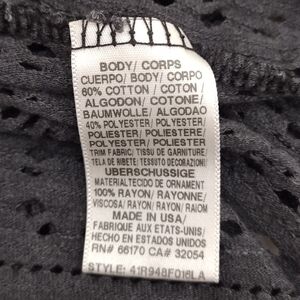 BODY/ CORPS
CUERPO/ BODY/ CORPO
60% COTTON / COTON
ALGODON / COTONE/
BAUMWOLLE/ ALGODAO
40% POLYESTER/ POLYESTER/
POLIESTER/ POLIESTERE/
POLYESTER/ POLIESTER
TRIM FABRIC/ TISSU DE GARNITURE/
TELA DE RIBETE/ TESSUTO DECORAZIONI/
UBERSCHUSSIGE
MATERIALTECIDO DE ORNAMENT
100% RAYON/ RAYONNE/
VISCOSA/ RAYON/ RAYON/ RAIOM
MADE IN USA/
FABRIQUE AUX ETATS-UNIS/
HECHO EN ESTADOS UNIDOS
RN# 66170 CA# 32054
STYLE: 41R948F016LA